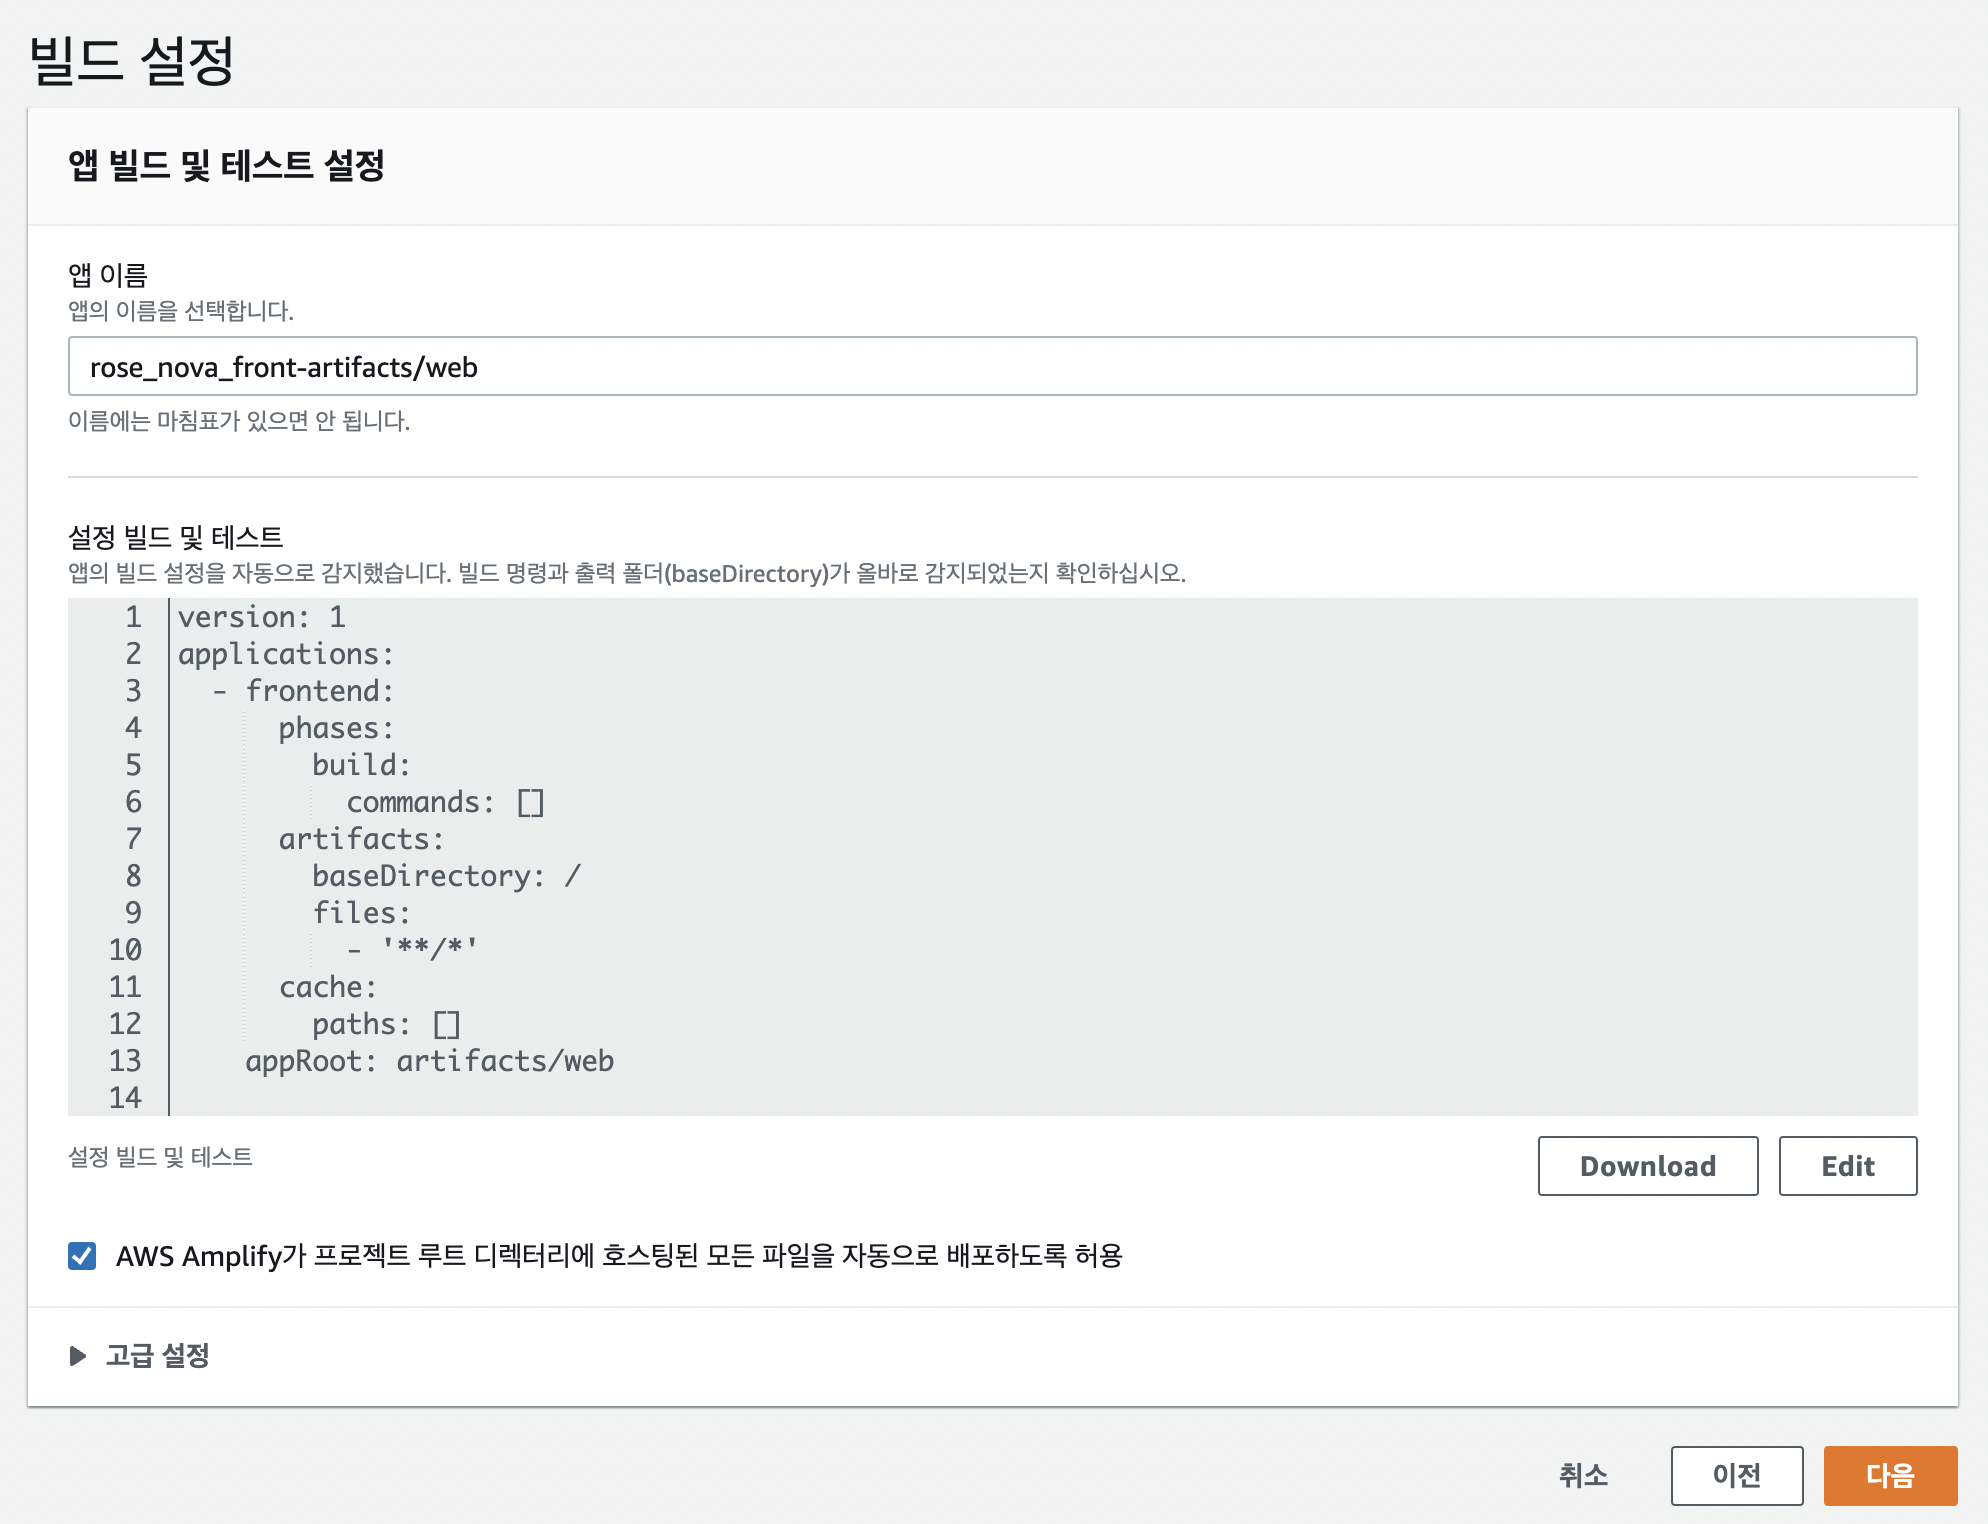 빌드 설정
앱 빌드 및 테스트 설정
앱 이름
앱의 이름을 선택합니다.
rose_nova_front-artifacts/web
이름에는 마침표가 있으면 안 됩니다.
설정 빌드 및 테스트
앱의 빌드 설정을 자동으로 감지했습니다. 빌드 명령과 출력 폴더(baseDirectory)가 올바로 감지되었는지 확인하십시오.
1 version: 1
2 applications:
3   - frontend:
4       phases:
5         build:
6           commands: []
7       artifacts:
8         baseDirectory: /
9         files:
10           - '**/*'
11       cache:
12         paths: []
13     appRoot: artifacts/web
14
설정 빌드 및 테스트
Download Edit
AWS Amplify가 프로젝트 루트 디렉터리에 호스팅된 모든 파일을 자동으로 배포하도록 허용
고급 설정
취소 이전 다음